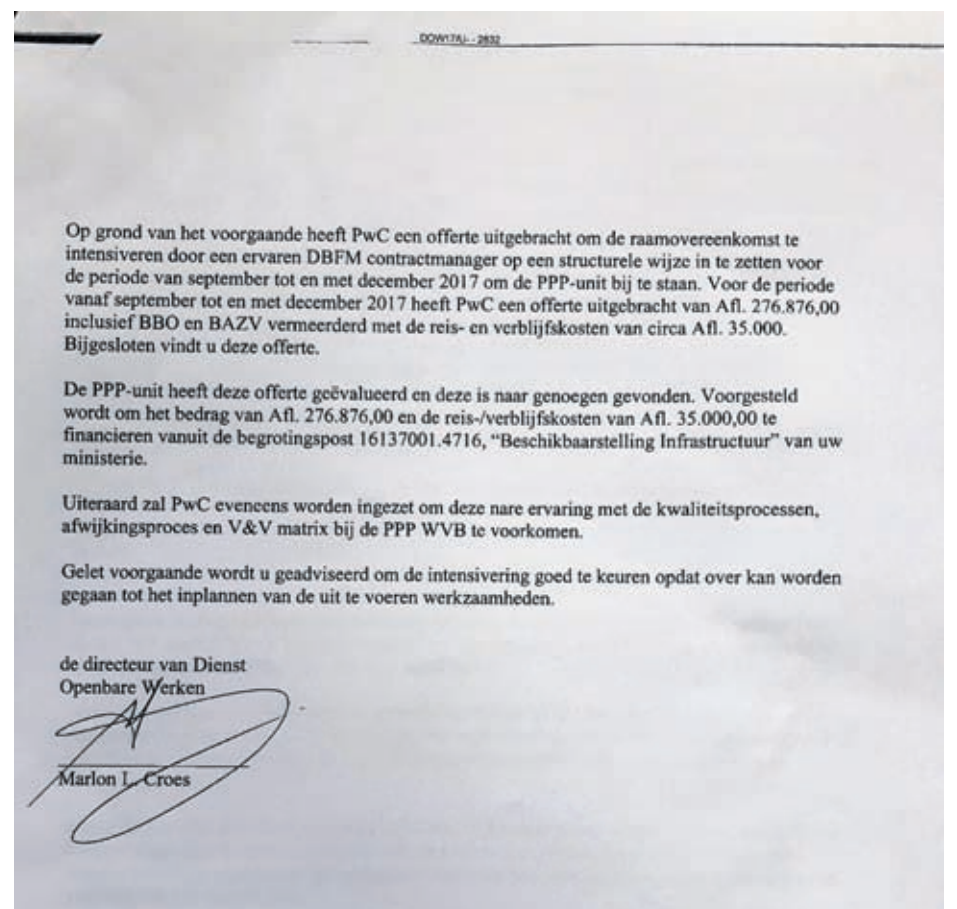 DOW17AJ- - 2832
Op grond van het voorgaande heeft PwC een offerte uitgebracht om de raamovereenkomst te
intensiveren door een ervaren DBFM contractmanager op een structurele wijze in te zetten voor
de periode van september tot en met december 2017 om de PPP-unit bij te staan. Voor de periode
vanaf september tot en met december 2017 heeft PwC een offerte uitgebracht van Afl. 276.876,00
inclusief BBO en BAZV vermeerderd met de reis- en verblijfskosten van circa Afl. 35.000.
Bijgesloten vindt u deze offerte.
De PPP-unit heeft deze offerte geëvalueerd en deze is naar genoegen gevonden. Voorgesteld
wordt om het bedrag van Afl. 276.876,00 en de reis-/verblijfskosten van Afl. 35.000,00 te
financieren vanuit de begrotingspost 16137001.4716, “Beschikbaarstelling Infrastructuur” van uw
ministerie.
Uiteraard zal PwC eveneens worden ingezet om deze nare ervaring met de kwaliteitsprocessen,
afwijkingsproces en V&V matrix bij de PPP WVB te voorkomen.
Gelet voorgaande wordt u geadviseerd om de intensivering goed te keuren opdat over kan worden
gegaan tot het inplannen van de uit te voeren werkzaamheden.
de directeur van Dienst
Openbare Werken
Marlon L. Croes